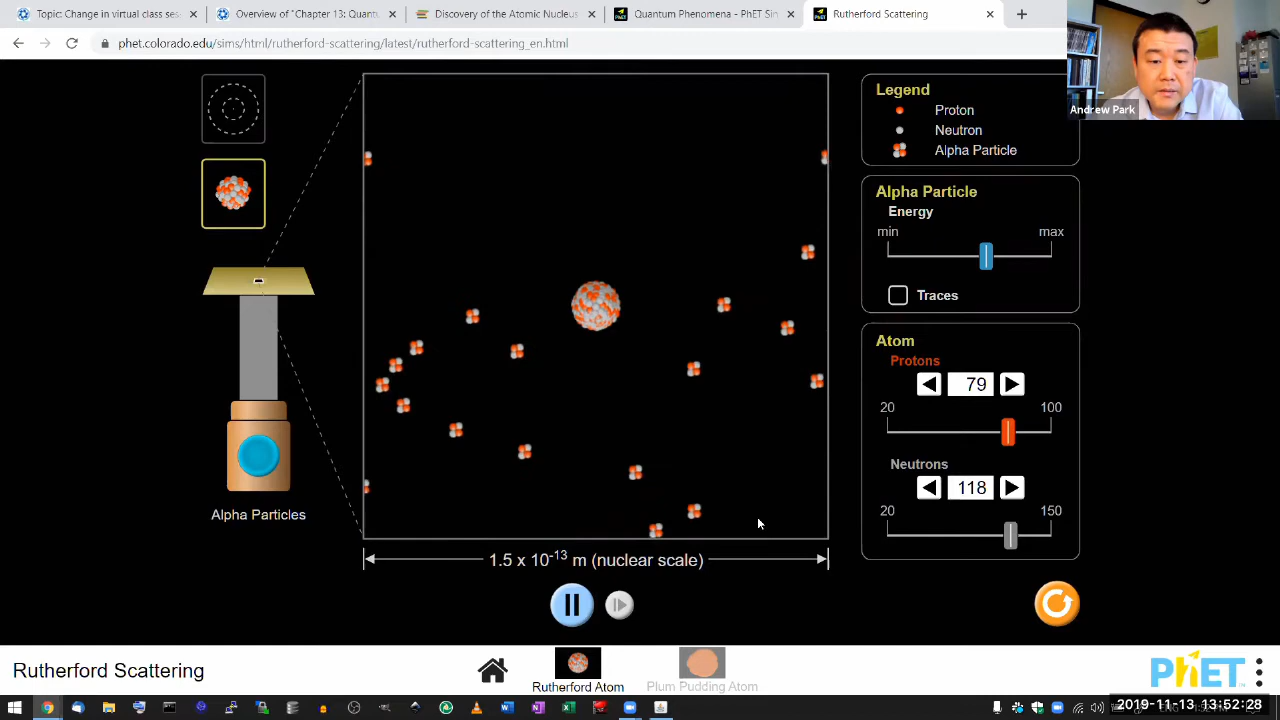 Topic: Change in virtual class ses
Overview of "Chapter 13: Quan
Discovery of the Atomic Nucleus
Quantum Phenomena - PhET Sim
Rutherford Scattering
phet.colorado.edu/sims/html/rutherford-scattering/latest/rutherford-scattering_en.html
Andrew Park
Legend
Proton
Neutron
Alpha Particle
Alpha Particle
Energy
min max
Traces
Atom
Protons
79
20 100
Neutrons
118
20 150
Alpha Particles
1.5 x 10-13 m (nuclear scale)
Rutherford Scattering
Rutherford Atom
Plum Pudding Atom
PhET
2019-11-13 13:52:28